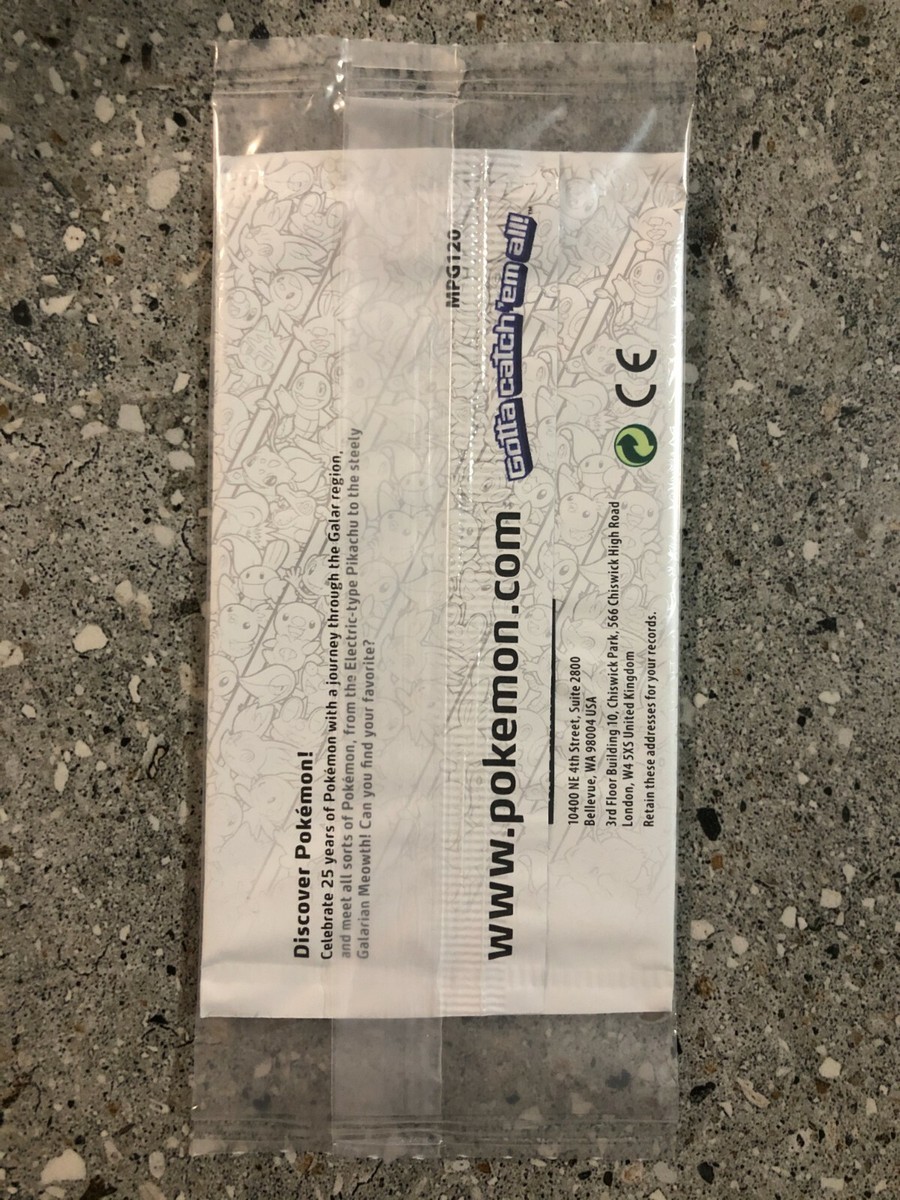 Discover Pokémon!
Celebrate 25 years of Pokémon with a journey through the Galar region,
and meet all sorts of Pokémon, from the Electric-type Pikachu to the steely
Galarian Meowth! Can you find your favorite?
MPG120
www.pokemon.com
Gotta catch 'em all!™
10400 NE 4th Street, Suite 2800
Bellevue, WA 98004 USA
3rd Floor Building 10, Chiswick Park, 566 Chiswick High Road
London, W4 5XS United Kingdom
Retain these addresses for your records.
CE